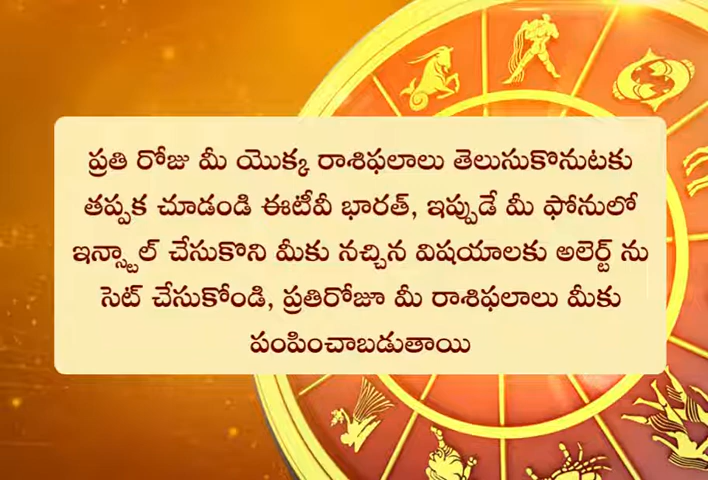 ప్రతి రోజు మీ యొక్క రాశిఫలాలు తెలుసుకొనుటకు
తప్పక చూడండి ఈటీవీ భారత్, ఇప్పుడే మీ ఫోనులో
ఇన్స్టాల్ చేసుకొని మీకు నచ్చిన విషయాలకు అలెర్ట్ ను
సెట్ చేసుకోండి, ప్రతిరోజూ మీ రాశిఫలాలు మీకు
పంపించాబడుతాయి